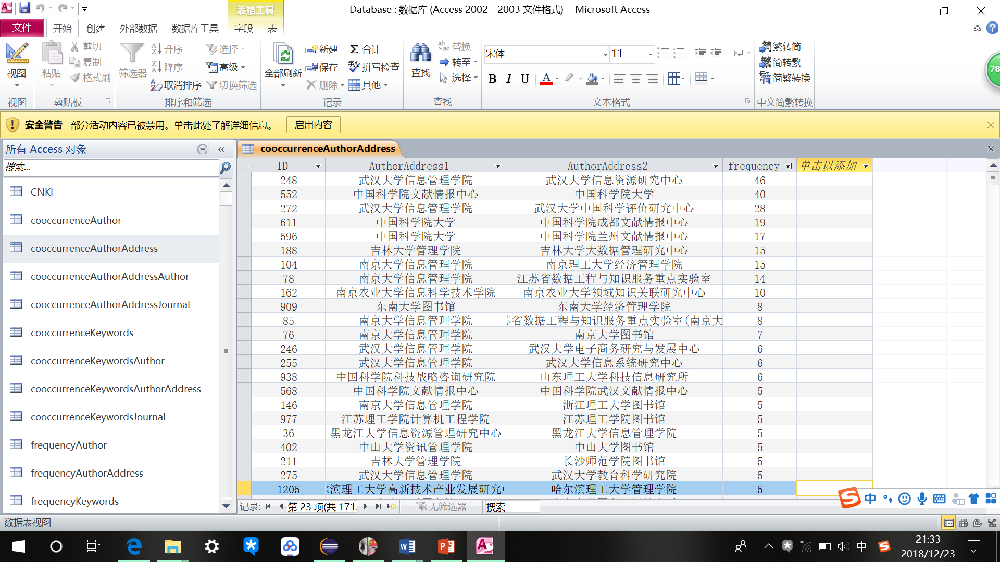 Database : 数据库 (Access 2002 - 2003 文件格式) - Microsoft Access
表格工具
文件 开始 创建 外部数据 数据库工具 字段 表
视图 粘贴 剪切 复制 格式刷
筛选器 升序 降序 取消排序 选择 高级 切换筛选
全部刷新 新建 保存 删除 合计 拼写检查 其他
查找 替换 转至 选择
宋体 11
B I U A
繁转简
简转繁
简繁转换
视图 剪贴板 排序和筛选 记录 查找 文本格式 中文简繁转换
78
安全警告 部分活动内容已被禁用。单击此处了解详细信息。 启用内容
所有 Access 对象
搜索...
CNKI
cooccurrenceAuthor
cooccurrenceAuthorAddress
cooccurrenceAuthorAddressAuthor
cooccurrenceAuthorAddressJournal
cooccurrenceKeywords
cooccurrenceKeywordsAuthor
cooccurrenceKeywordsAuthorAddress
cooccurrenceKeywordsJournal
frequencyAuthor
frequencyAuthorAddress
frequencyKeywords
cooccurrenceAuthorAddress
ID AuthorAddress1 AuthorAddress2 frequency 单击以添加
248 武汉大学信息管理学院 武汉大学信息资源研究中心 46
552 中国科学院文献情报中心 中国科学院大学 40
272 武汉大学信息管理学院 武汉大学中国科学评价研究中心 28
611 中国科学院大学 中国科学院成都文献情报中心 19
596 中国科学院大学 中国科学院兰州文献情报中心 17
188 吉林大学管理学院 吉林大学大数据管理研究中心 15
104 南京大学信息管理学院 南京理工大学经济管理学院 15
78 南京大学信息管理学院 江苏省数据工程与知识服务重点实验室 14
162 南京农业大学信息科学技术学院 南京农业大学领域知识关联研究中心 10
909 东南大学图书馆 东南大学经济管理学院 8
85 南京大学信息管理学院 苏省数据工程与知识服务重点实验室(南京大 8
76 南京大学信息管理学院 南京大学图书馆 7
246 武汉大学信息管理学院 武汉大学电子商务研究与发展中心 6
255 武汉大学信息管理学院 武汉大学信息系统研究中心 6
938 中国科学院科技战略咨询研究院 山东理工大学科技信息研究所 6
568 中国科学院文献情报中心 中国科学院武汉文献情报中心 5
146 南京大学信息管理学院 浙江理工大学图书馆 5
977 江苏理工学院计算机工程学院 江苏理工学院图书馆 5
36 黑龙江大学信息资源管理研究中心 黑龙江大学信息管理学院 5
402 中山大学资讯管理学院 中山大学图书馆 5
211 吉林大学管理学院 长沙师范学院图书馆 5
275 武汉大学信息管理学院 武汉大学教育科学研究院 5
1205 滨理工大学高新技术产业发展研究 哈尔滨理工大学管理学院 5
记录: 第 23 项(共 171 无筛选器 搜索
中
数据表视图
中
21:33
2018/12/23